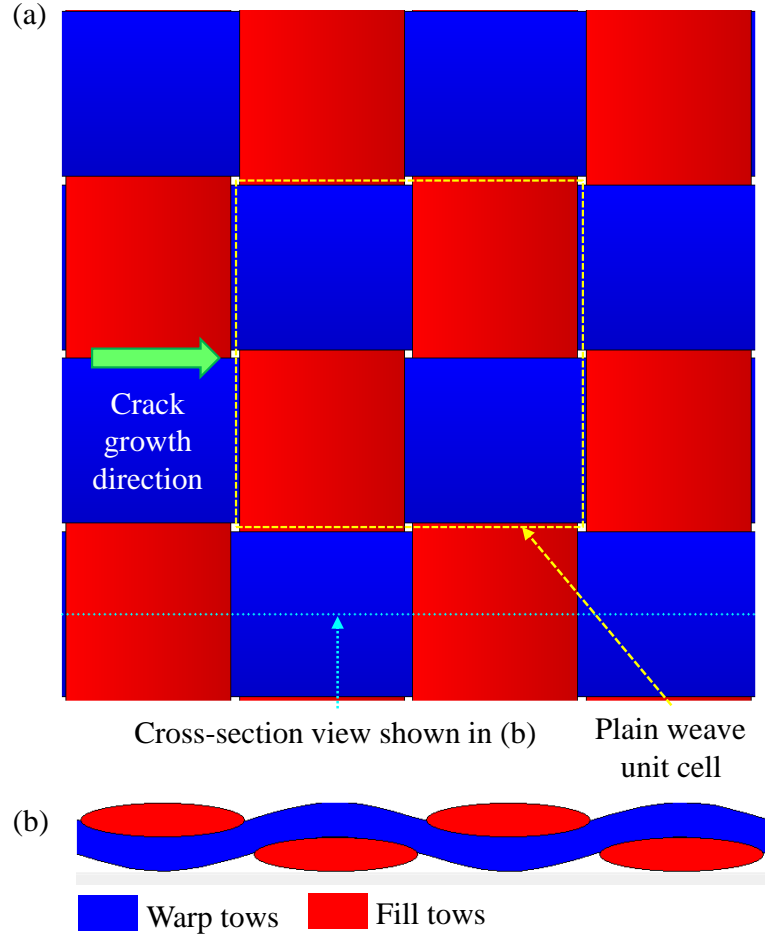 (a)
Crack
growth
direction
Cross-section view shown in (b)
Plain weave
unit cell
(b)
Warp tows
Fill tows